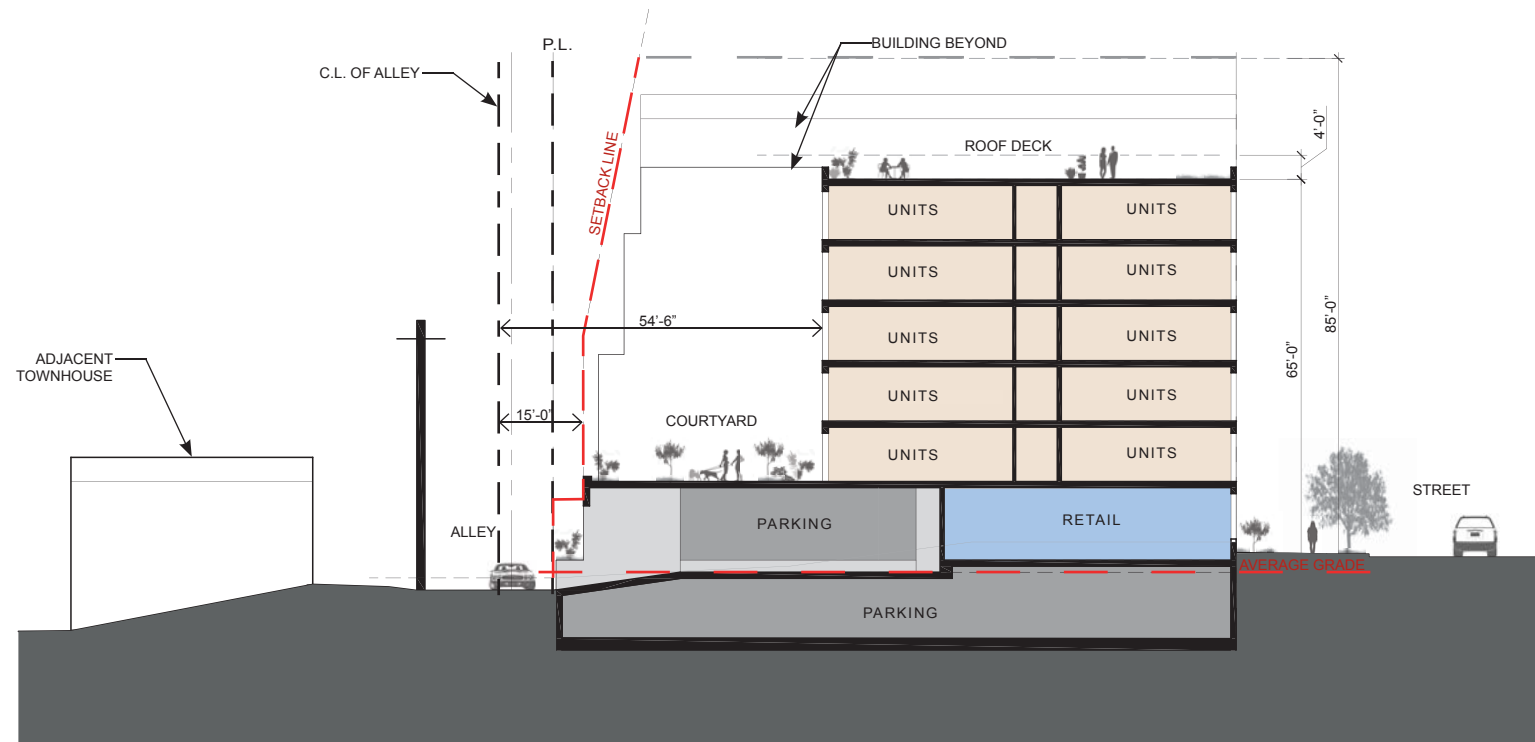 P.L.
BUILDING BEYOND
C.L. OF ALLEY
4'-0"
SETBACK LINE
ROOF DECK
UNITS
UNITS
UNITS
UNITS
54'-6"
85'-0"
UNITS
UNITS
65'-0"
ADJACENT
TOWNHOUSE
UNITS
UNITS
15'-0"
COURTYARD
UNITS
UNITS
STREET
PARKING
RETAIL
ALLEY
AVERAGE GRADE
PARKING